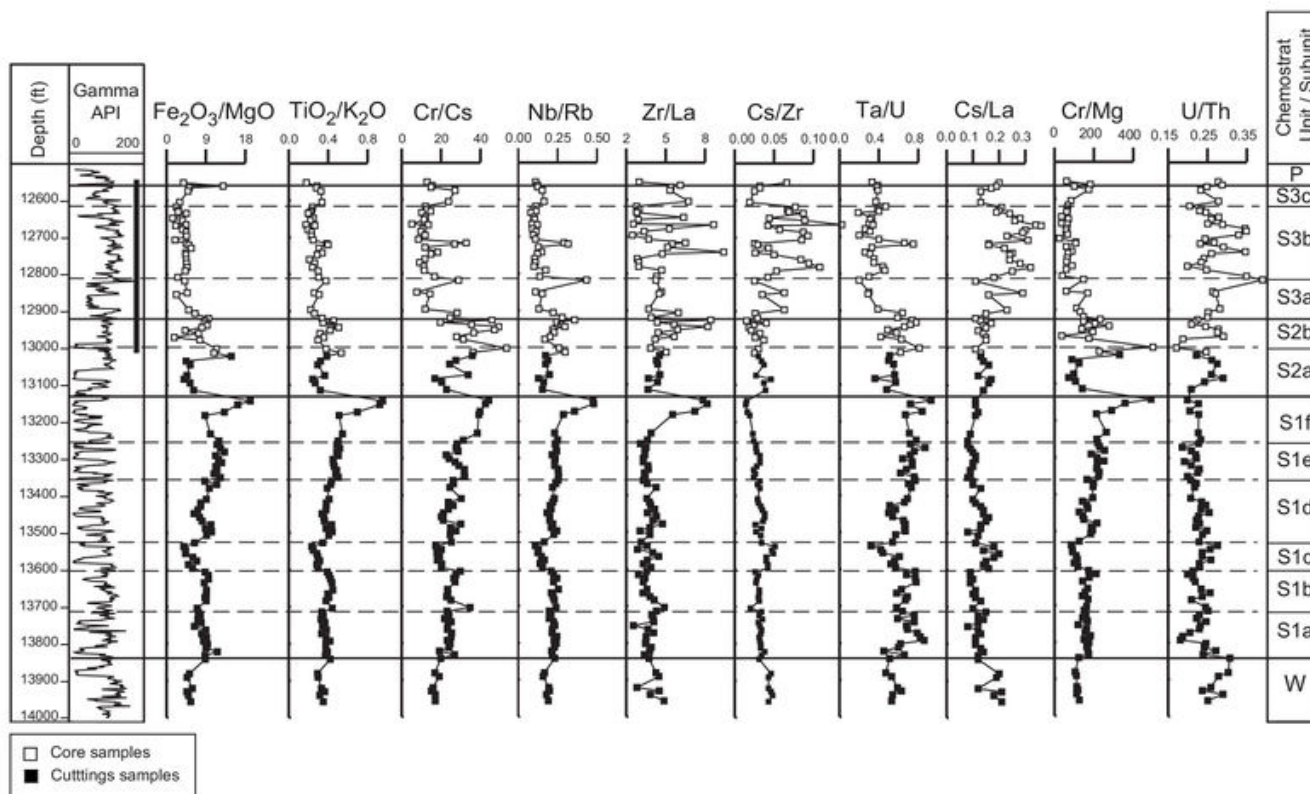 Depth (ft)
Gamma
API
0 200
Fe₂O₃/MgO
0 9 18
TiO₂/K₂O
0.0 0.4 0.8
Cr/Cs
0 20 40
Nb/Rb
0.00 0.25 0.50
Zr/La
2 5 8
Cs/Zr
0.00 0.05 0.10
Ta/U
0.0 0.4 0.8
Cs/La
0.0 0.1 0.2 0.3
Cr/Mg
0 200 400
U/Th
0.15 0.25 0.35
Chemostrat
Unit / Subunit
12600
12700
12800
12900
13000
13100
13200
13300
13400
13500
13600
13700
13800
13900
14000
P
S3c
S3b
S3a
S2b
S2a
S1f
S1e
S1d
S1c
S1b
S1a
W
Core samples
Cutttings samples